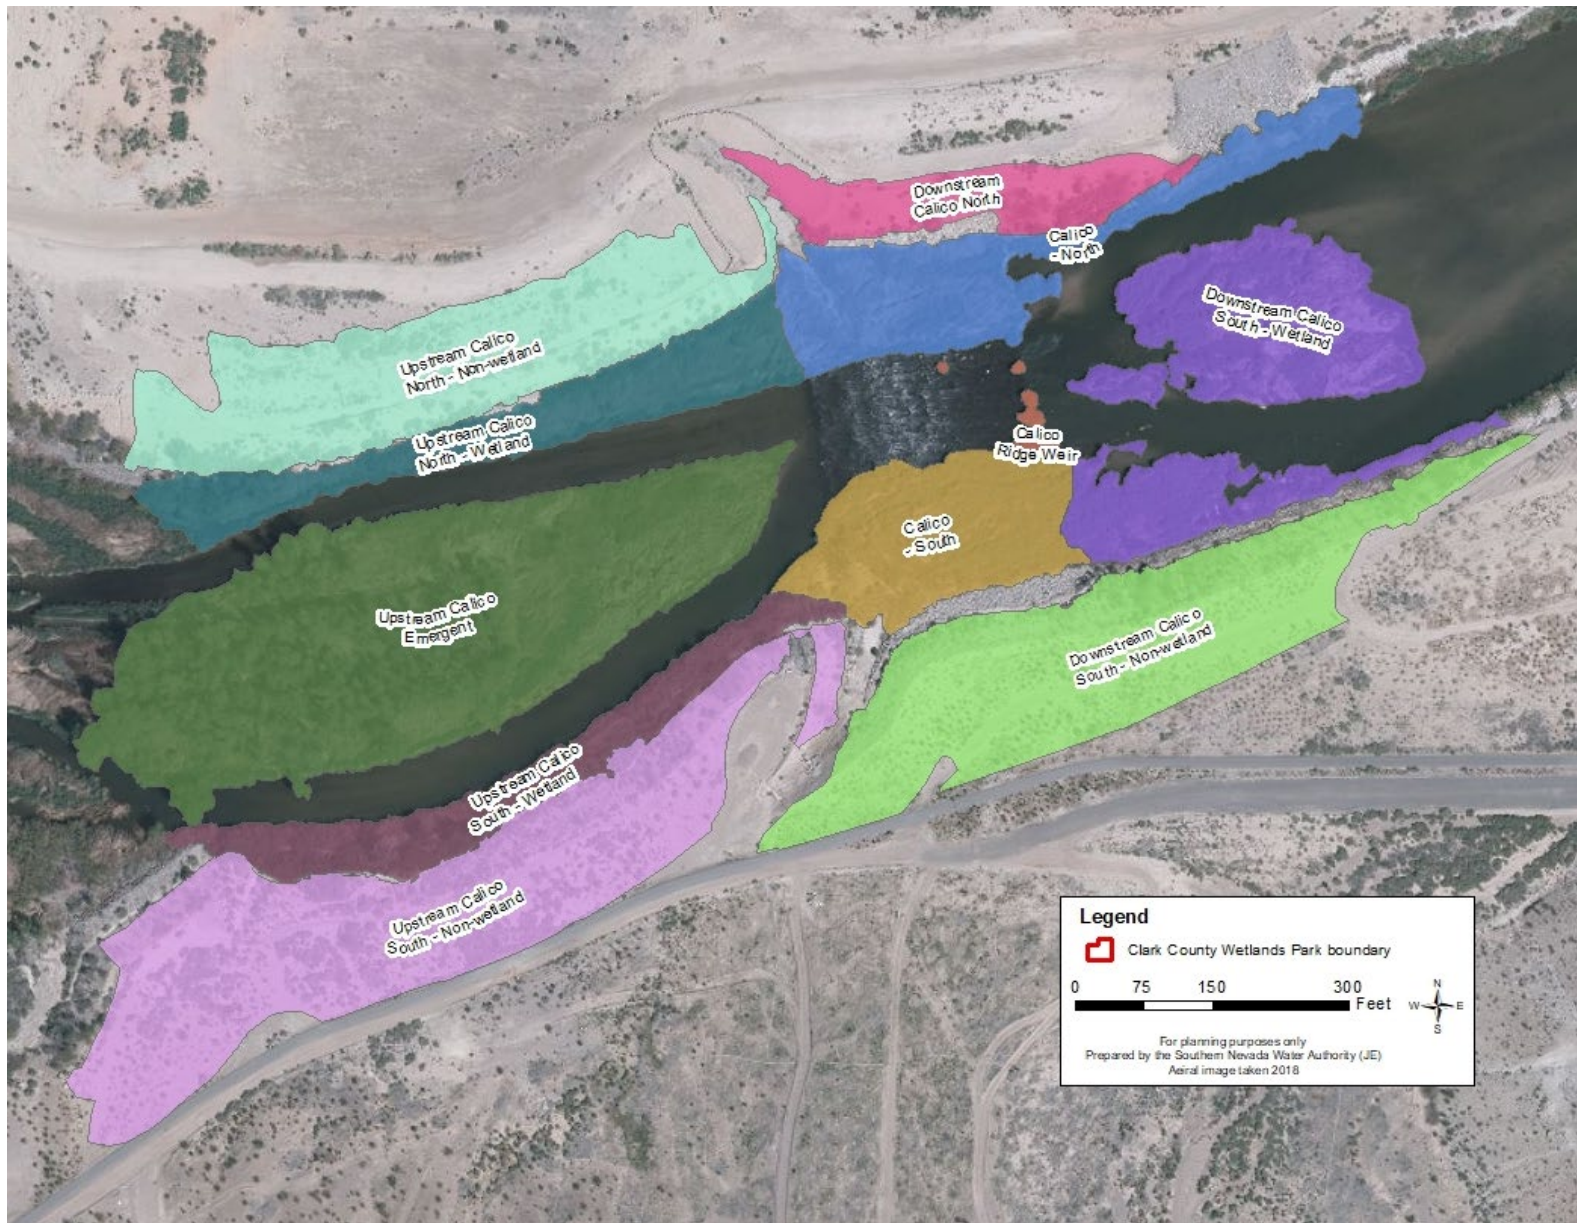 Downstream
Calico North
Calico
- North
Downstream Calico
South - Wetland
Upstream Calico
North - Non-wetland
Upstream Calico
North - Wetland
Calico
Ridge Weir
Calico
- South
Upstream Calico
Emergent
Downstream Calico
South - Non-wetland
Upstream Calico
South - Wetland
Upstream Calico
South - Non-wetland
Legend
Clark County Wetlands Park boundary
0 75 150 300
Feet
N
W E
S
For planning purposes only
Prepared by the Southern Nevada Water Authority (JE)
Aeiral image taken 2018